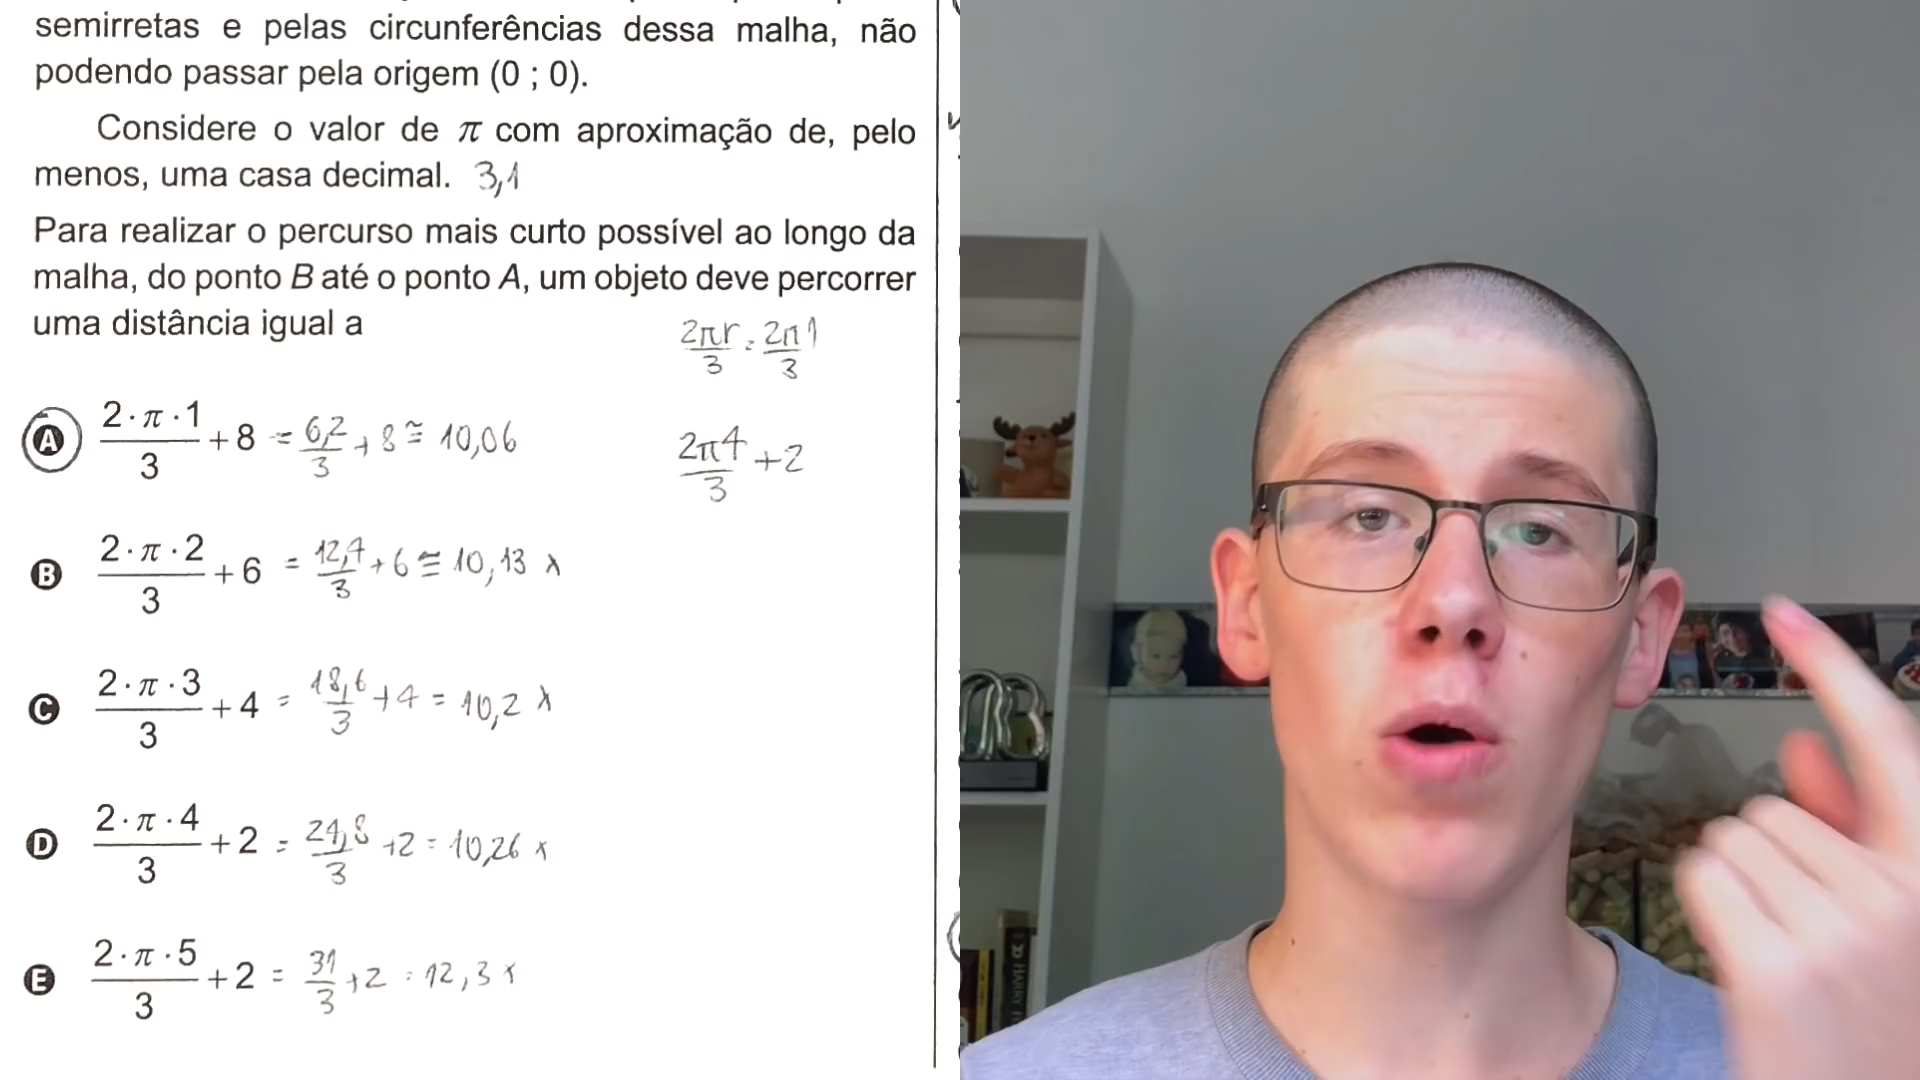 semirretas e pelas circunferências dessa malha, não
podendo passar pela origem (0 ; 0).
Considere o valor de π com aproximação de, pelo
menos, uma casa decimal. 3,1
Para realizar o percurso mais curto possível ao longo da
malha, do ponto B até o ponto A, um objeto deve percorrer
uma distância igual a
2πr/3 = 2π1/3
2π4/3 + 2
A 2·π·1/3 + 8 = 6,2/3 + 8 ≅ 10,06
B 2·π·2/3 + 6 = 12,4/3 + 6 ≅ 10,13 x
C 2·π·3/3 + 4 = 18,6/3 + 4 = 10,2 x
D 2·π·4/3 + 2 = 24,8/3 + 2 = 10,26 x
E 2·π·5/3 + 2 = 31/3 + 2 = 12,3 x